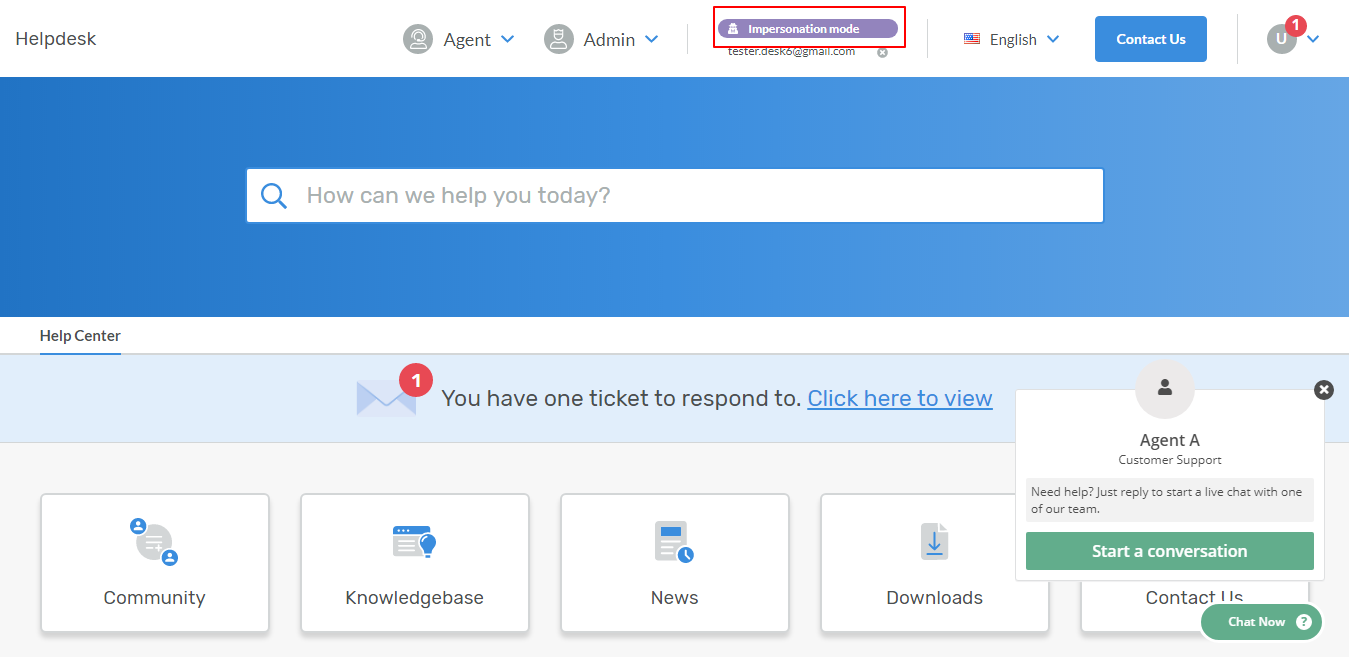 Helpdesk
Agent
Admin
Impersonation mode
tester.desk6@gmail.com
English
Contact Us
U
1
How can we help you today?
Help Center
1
You have one ticket to respond to. Click here to view
Agent A
Customer Support
Need help? Just reply to start a live chat with one
of our team.
Start a conversation
Community
Knowledgebase
News
Downloads
Contact Us
Chat Now ?